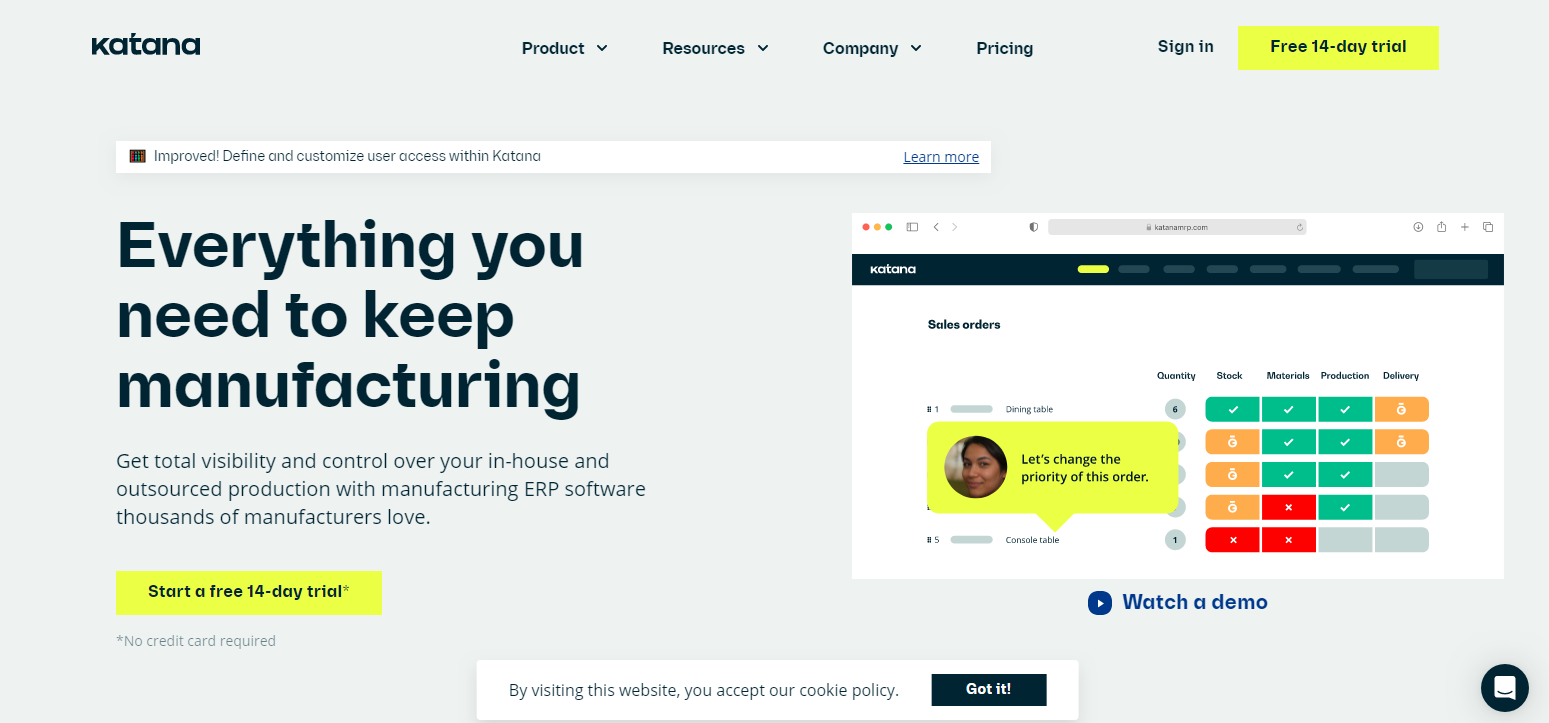 katana
Product
Resources
Company
Pricing
Sign in
Free 14-day trial
Improved! Define and customize user access within Katana
Learn more
Everything you
need to keep
manufacturing
Get total visibility and control over your in-house and
outsourced production with manufacturing ERP software
thousands of manufacturers love.
Start a free 14-day trial*
*No credit card required
katanamrp.com
katana
Sales orders
Quantity Stock Materials Production Delivery
1 Dining table 6
Let's change the
priority of this order.
5 Console table 1
Watch a demo
By visiting this website, you accept our cookie policy.
Got it!